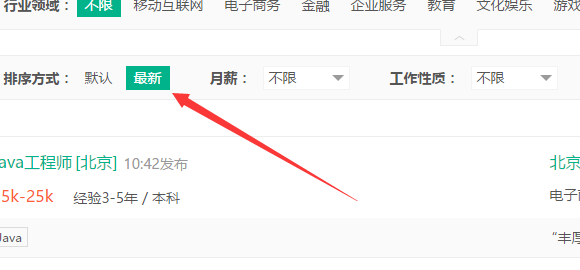 行业领域： 不限 移动互联网 电子商务 金融 企业服务 教育 文化娱乐 游戏
排序方式： 默认 最新 月薪： 不限 工作性质： 不限
ava工程师 [北京] 10:42发布 北京
5k-25k 经验3-5年 / 本科 电子商
Java “丰厚